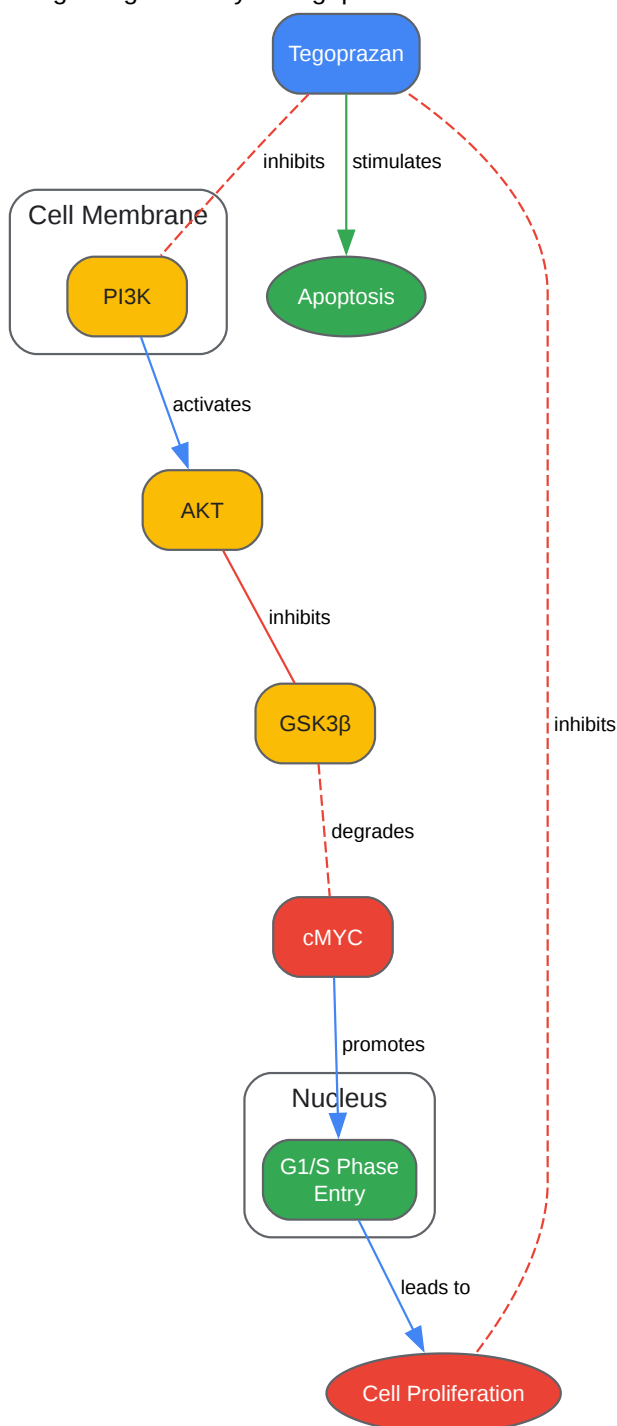 Tegoprazan
inhibits
stimulates
Cell Membrane
PI3K
Apoptosis
activates
AKT
inhibits
GSK3β
inhibits
degrades
cMYC
promotes
Nucleus
G1/S Phase
Entry
leads to
Cell Proliferation